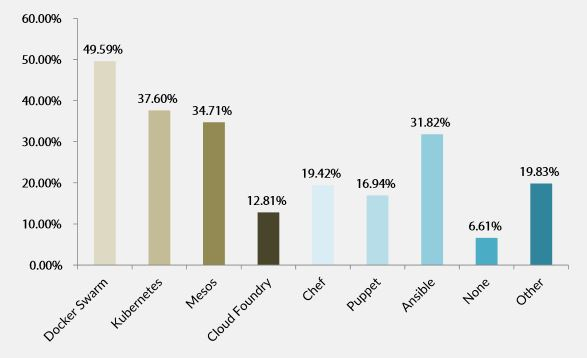 60.00%
50.00%
40.00%
30.00%
20.00%
10.00%
0.00%
49.59%
37.60%
34.71%
12.81%
19.42%
16.94%
31.82%
6.61%
19.83%
Docker Swarm
Kubernetes
Mesos
Cloud Foundry
Chef
Puppet
Ansible
None
Other